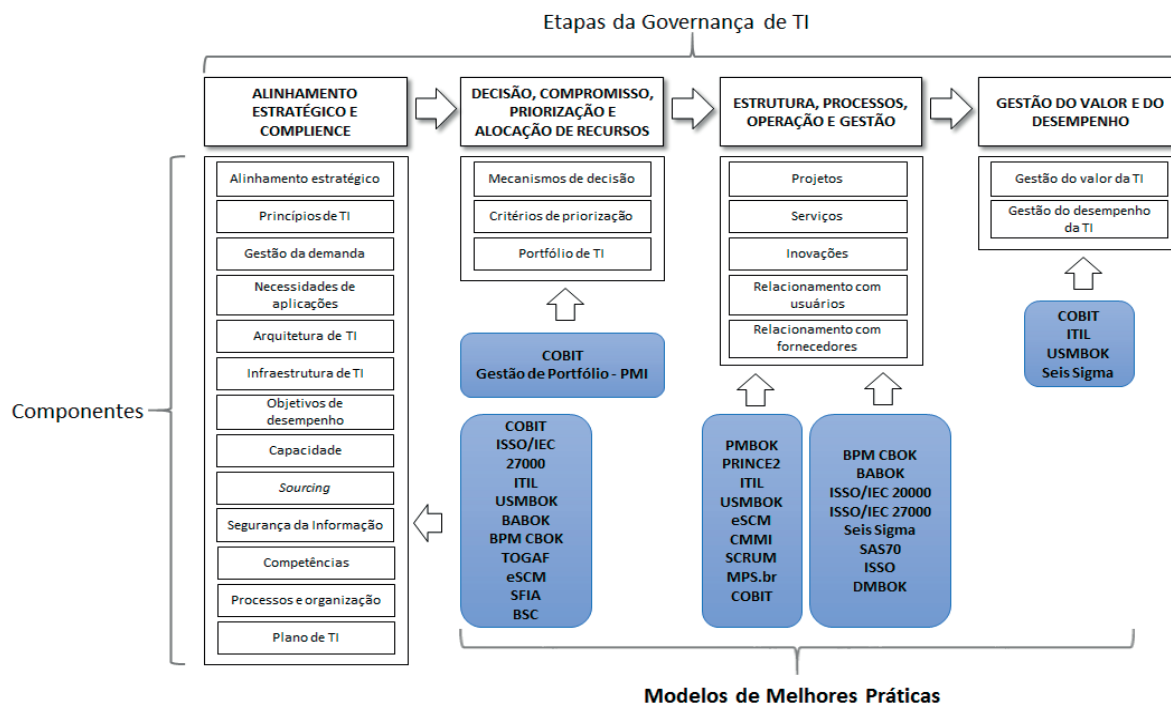 Etapas da Governança de TI
ALINHAMENTO
ESTRATÉGICO E
COMPLIENCE
DECISÃO, COMPROMISSO,
PRIORIZAÇÃO E
ALOCAÇÃO DE RECURSOS
ESTRUTURA, PROCESSOS,
OPERAÇÃO E GESTÃO
GESTÃO DO VALOR E DO
DESEMPENHO
Componentes
Alinhamento estratégico
Princípios de TI
Gestão da demanda
Necessidades de
aplicações
Arquitetura de TI
Infraestrutura de TI
Objetivos de
desempenho
Capacidade
Sourcing
Segurança da Informação
Competências
Processos e organização
Plano de TI
Mecanismos de decisão
Critérios de priorização
Portfólio de TI
COBIT
Gestão de Portfólio - PMI
COBIT
ISSO/IEC
27000
ITIL
USMBOK
BABOK
BPM CBOK
TOGAF
eSCM
SFIA
BSC
Projetos
Serviços
Inovações
Relacionamento com
usuários
Relacionamento com
fornecedores
PMBOK
PRINCE2
ITIL
USMBOK
eSCM
CMMI
SCRUM
MPS.br
COBIT
BPM CBOK
BABOK
ISSO/IEC 20000
ISSO/IEC 27000
Seis Sigma
SAS70
ISSO
DMBOK
Gestão do valor da TI
Gestão do desempenho
da TI
COBIT
ITIL
USMBOK
Seis Sigma
Modelos de Melhores Práticas